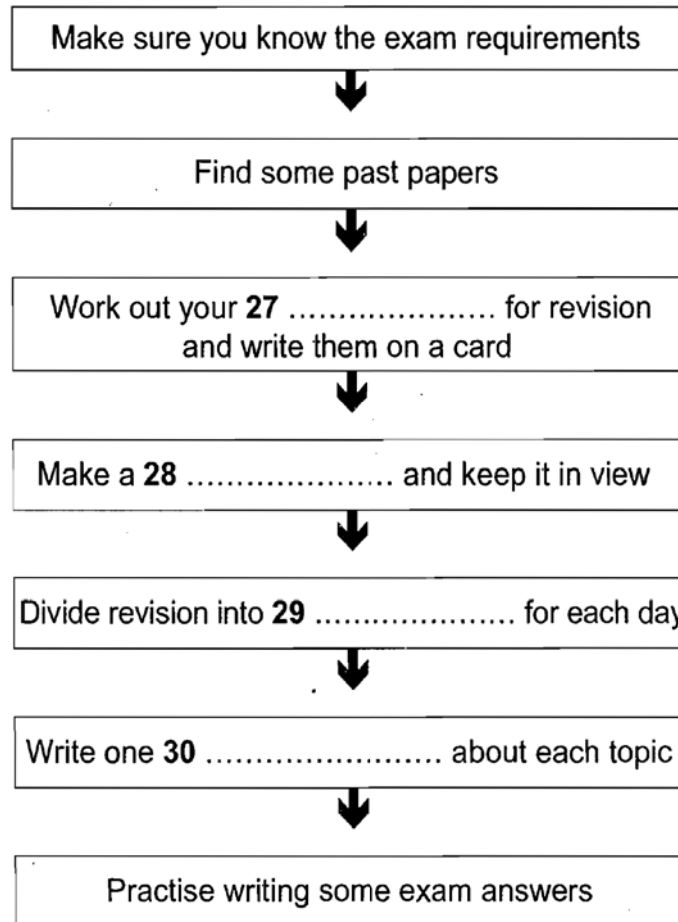 Make sure you know the exam requirements
Find some past papers
Work out your 27 ...................... for revision
and write them on a card
Make a 28 ...................... and keep it in view
Divide revision into 29 ...................... for each day
Write one 30 ......................... about each topic
Practise writing some exam answers